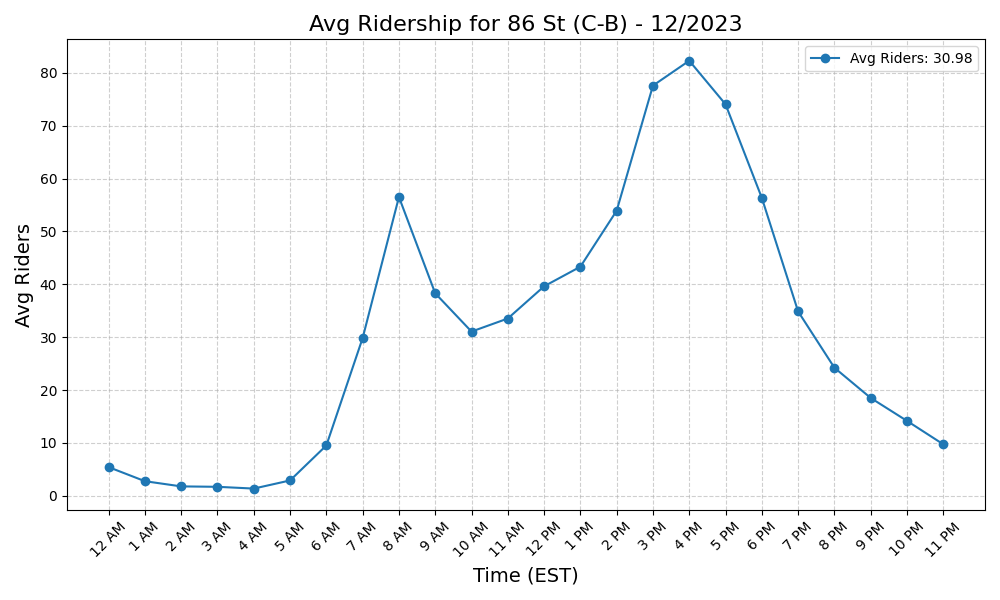 Avg Ridership for 86 St (C-B) - 12/2023
Avg Riders: 30.98
Avg Riders
80
70
60
50
40
30
20
10
0
12 AM
1 AM
2 AM
3 AM
4 AM
5 AM
6 AM
7 AM
8 AM
9 AM
10 AM
11 AM
12 PM
1 PM
2 PM
3 PM
4 PM
5 PM
6 PM
7 PM
8 PM
9 PM
10 PM
11 PM
Time (EST)